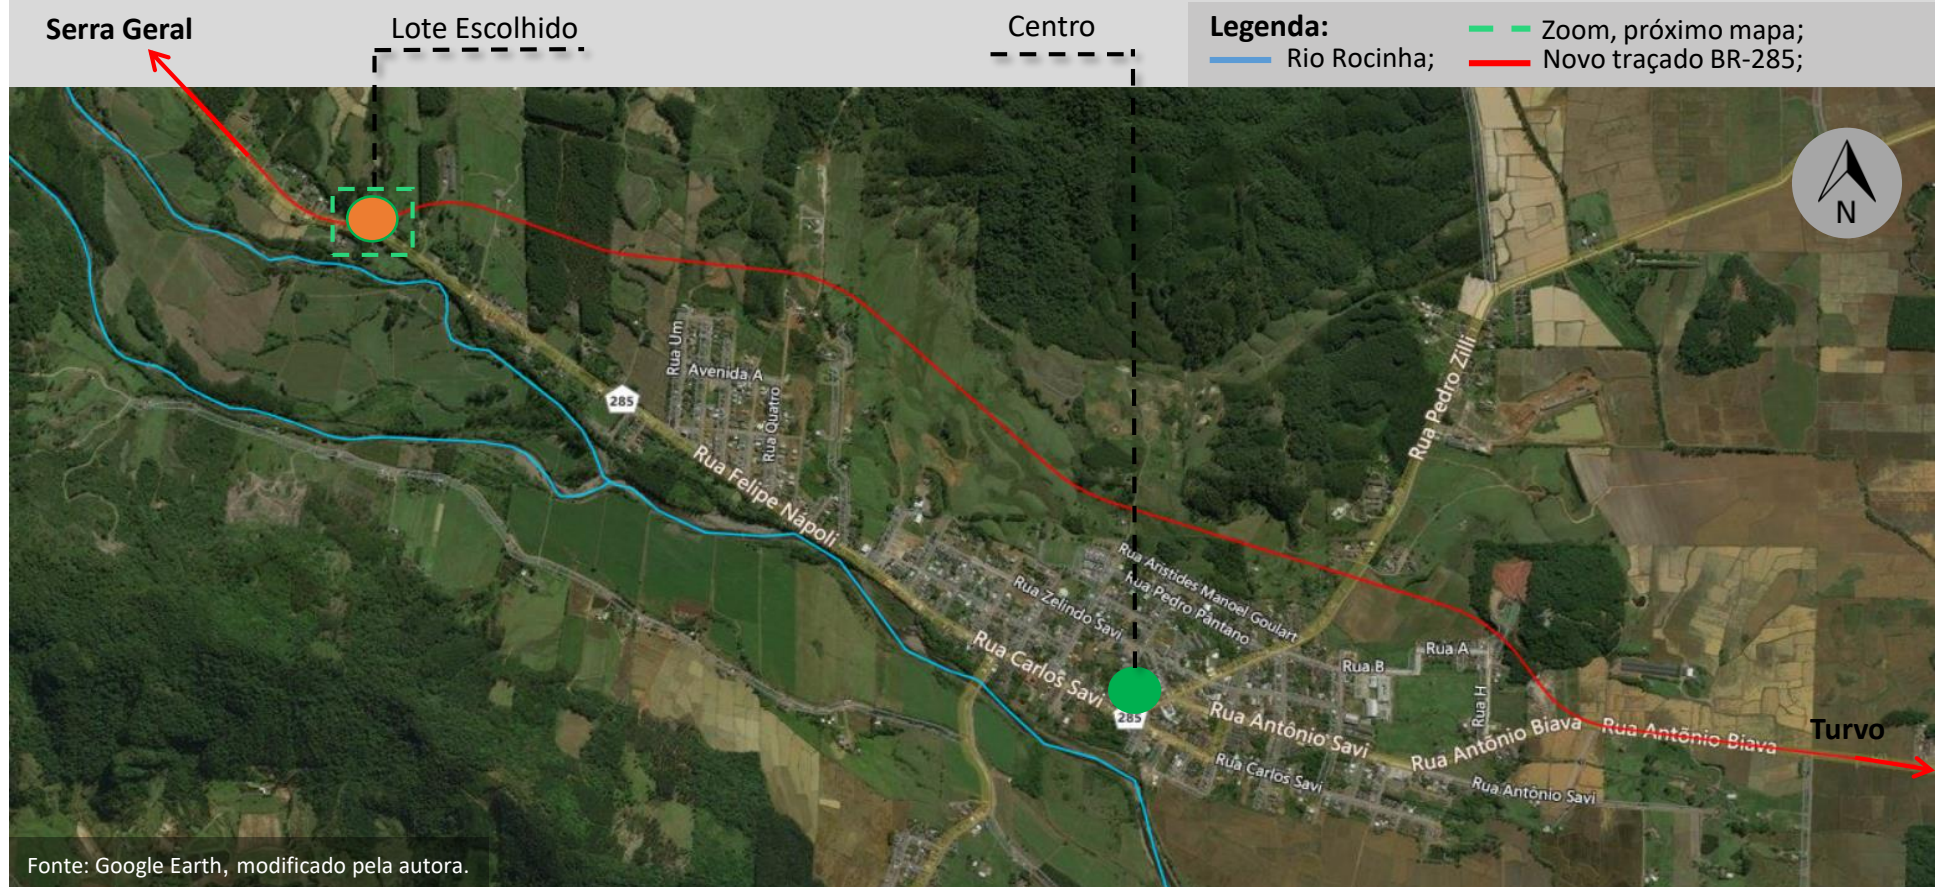 Serra Geral
Lote Escolhido
Centro
Legenda:
Rio Rocinha;
Zoom, próximo mapa;
Novo traçado BR-285;
N
Rua Um
Avenida A
Rua Quatro
285
Rua Felipe Nápoli
Rua Pedro Zilli
Rua Aristides Manoel Goulart
Rua Pedro Pântano
Rua Zelindo Savi
Rua Carlos Savi
285
Rua B
Rua A
Rua H
Rua Antônio Savi
Rua Antônio Biava
Rua Antônio Biava
Turvo
Rua Carlos Savi
Rua Antônio Savi
Fonte: Google Earth, modificado pela autora.